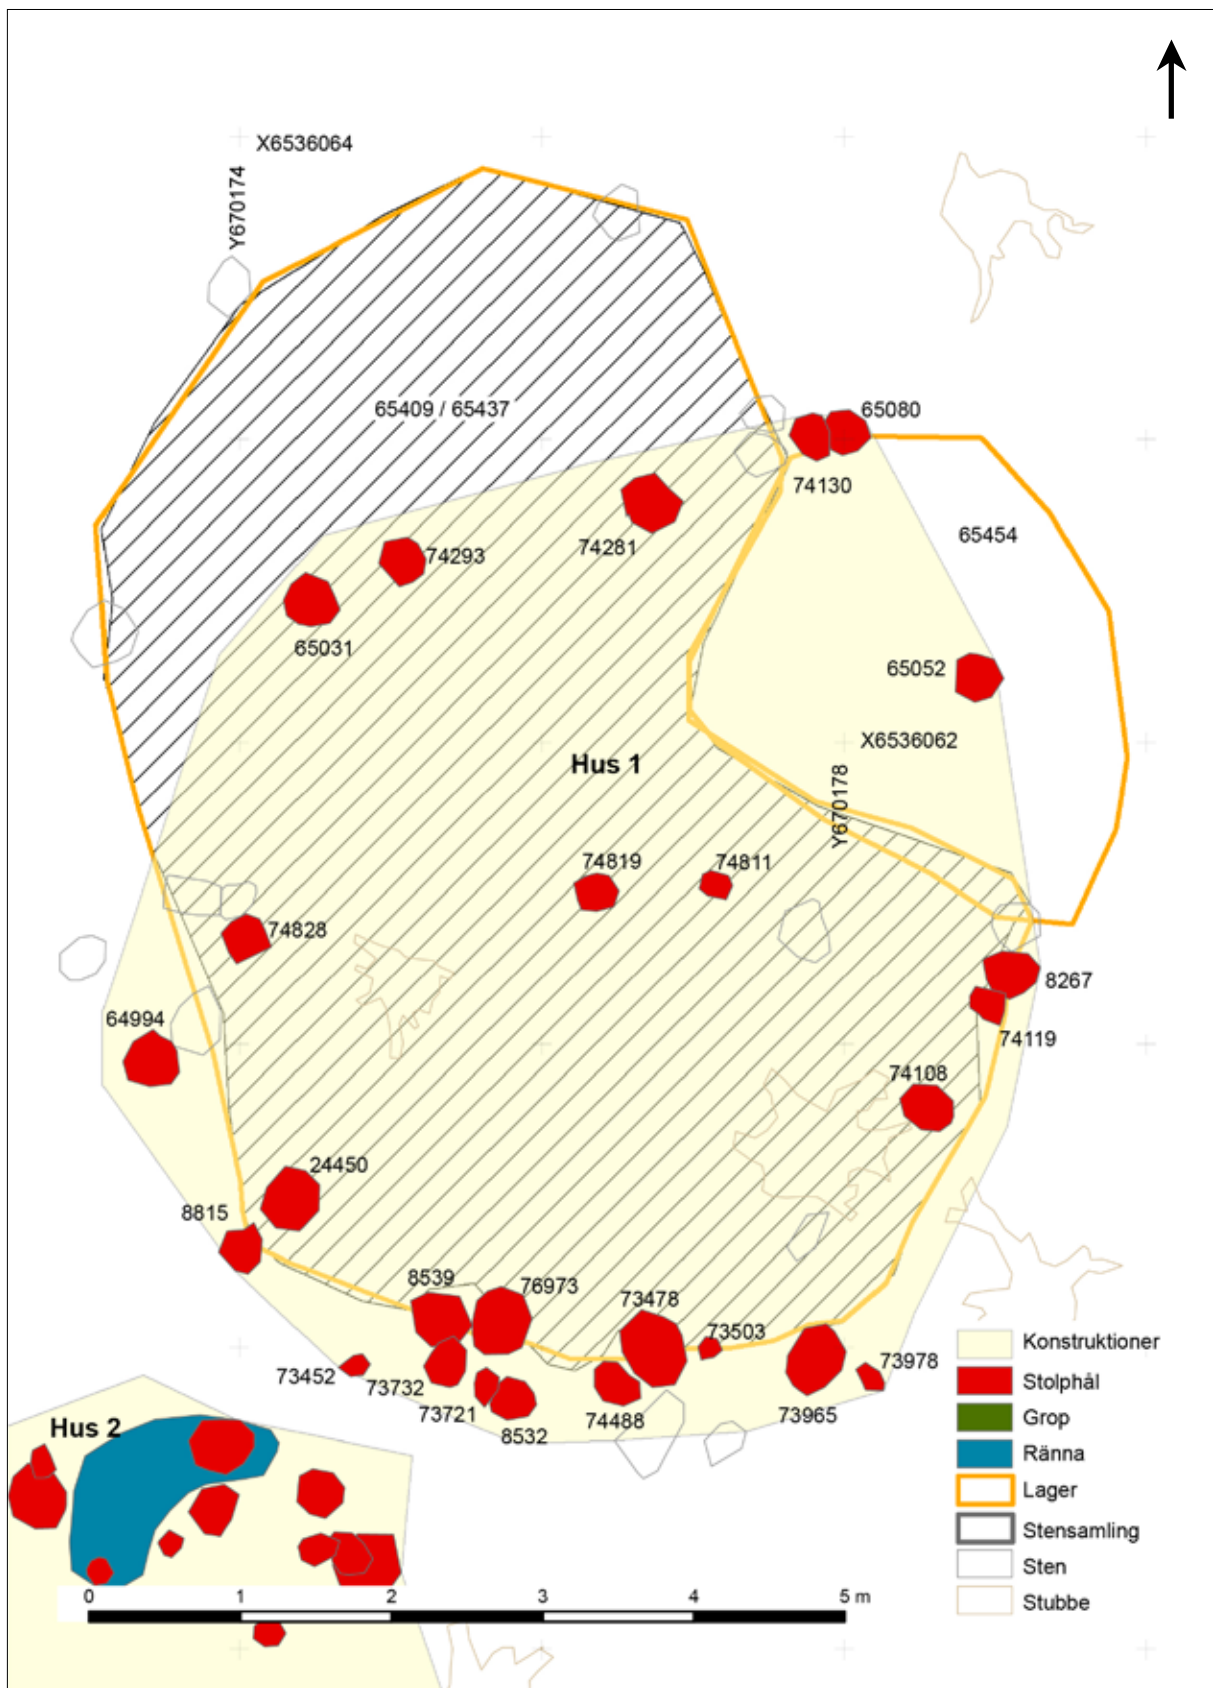 X6536064
Y670174
65409 / 65437
65080
74130
65454
74281
74293
65031
65052
X6536062
Hus 1
Y670178
74819
74811
74828
8267
64994
74119
74108
24450
8815
8539
76973
73478
73503
73452
73732
73978
73721
74488
73965
8532
Hus 2
Konstruktioner
Stolphål
Grop
Ränna
Lager
Stensamling
Sten
Stubbe
0 1 2 3 4 5 m